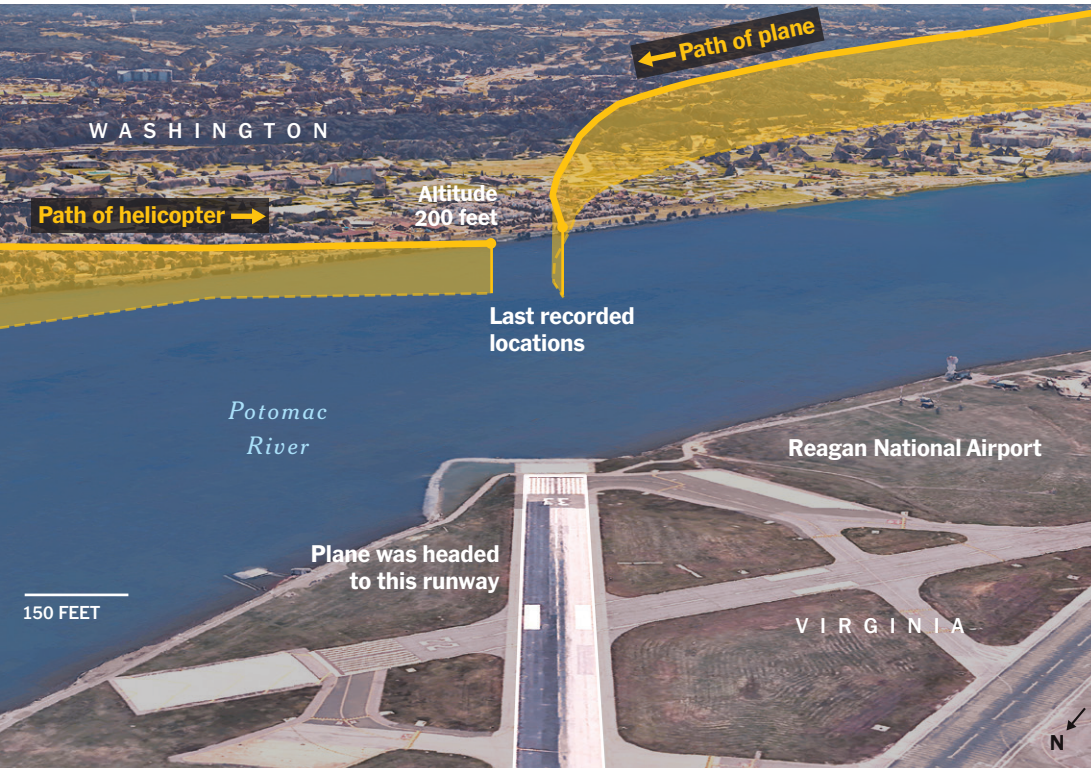 ← Path of plane
WASHINGTON
Altitude
200 feet
Path of helicopter →
Last recorded
locations
Potomac
River
Reagan National Airport
33
Plane was headed
to this runway
150 FEET
VIRGINIA
N